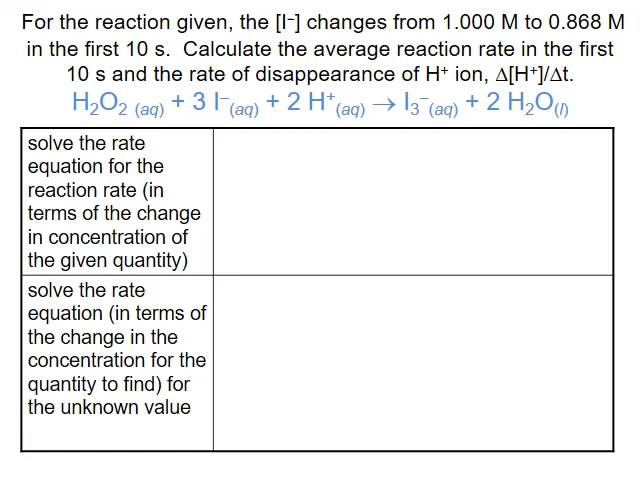 For the reaction given, the [I⁻] changes from 1.000 M to 0.868 M
in the first 10 s.  Calculate the average reaction rate in the first
10 s and the rate of disappearance of H⁺ ion, Δ[H⁺]/Δt.
H₂O₂ (aq) + 3 I⁻(aq) + 2 H⁺(aq) → I₃⁻(aq) + 2 H₂O(l)
solve the rate
equation for the
reaction rate (in
terms of the change
in concentration of
the given quantity)
solve the rate
equation (in terms of
the change in the
concentration for the
quantity to find) for
the unknown value